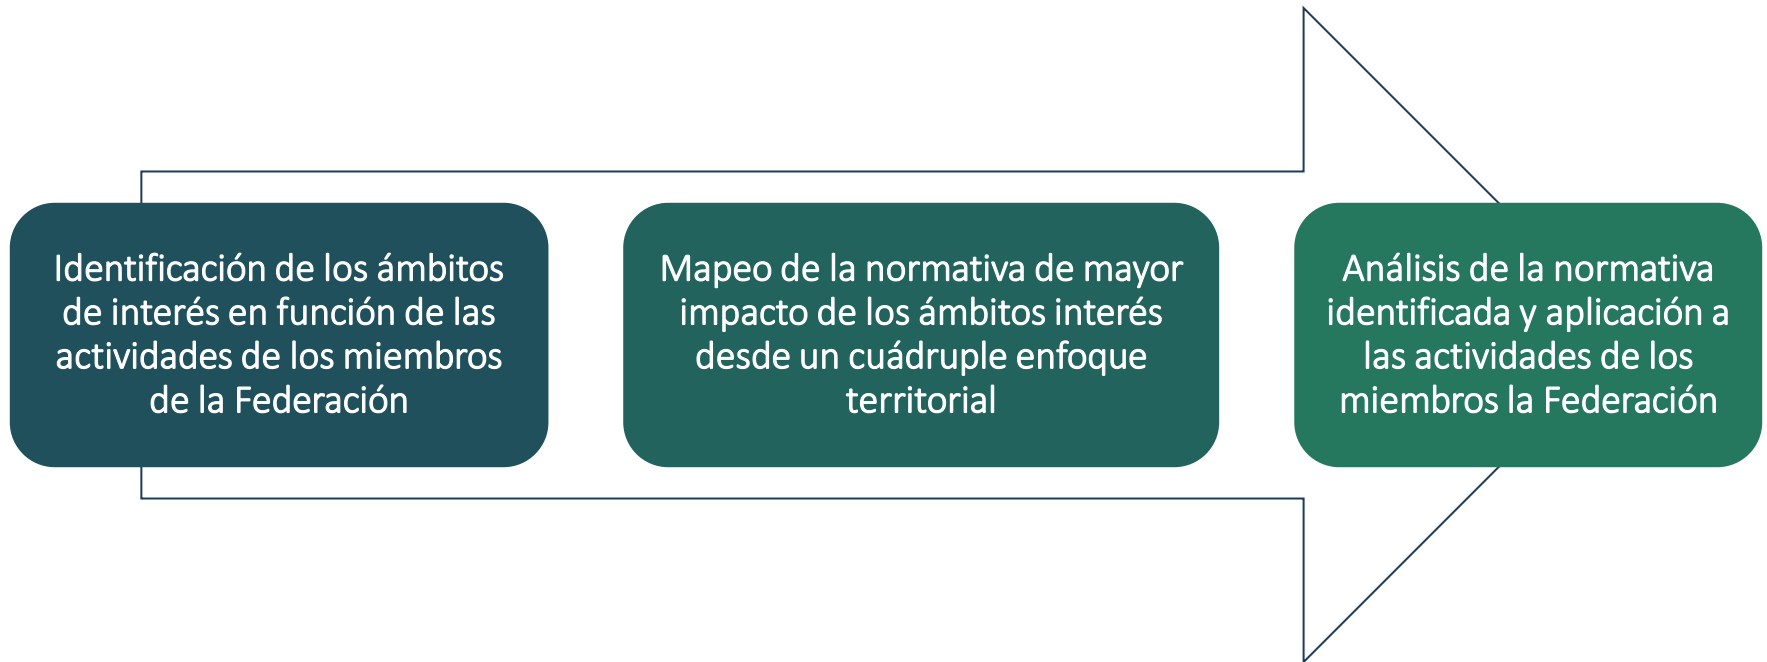 Identificación de los ámbitos
de interés en función de las
actividades de los miembros
de la Federación
Mapeo de la normativa de mayor
impacto de los ámbitos interés
desde un cuádruple enfoque
territorial
Análisis de la normativa
identificada y aplicación a
las actividades de los
miembros la Federación